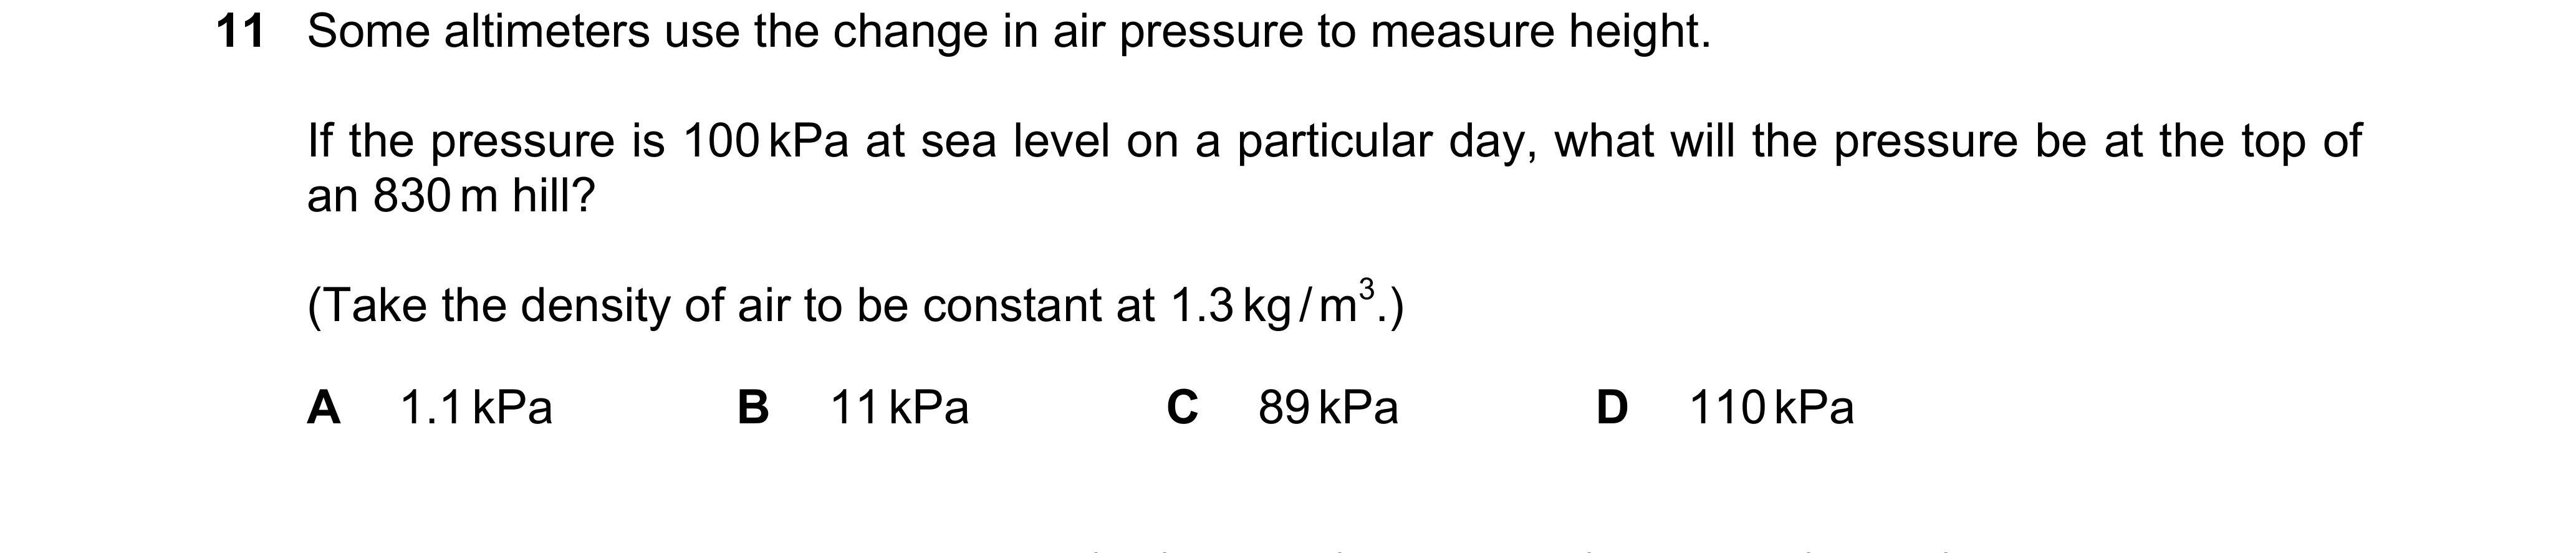 11 Some altimeters use the change in air pressure to measure height.
If the pressure is 100 kPa at sea level on a particular day, what will the pressure be at the top of
an 830 m hill?
(Take the density of air to be constant at 1.3 kg / m³.)
A 1.1 kPa B 11 kPa C 89 kPa D 110 kPa